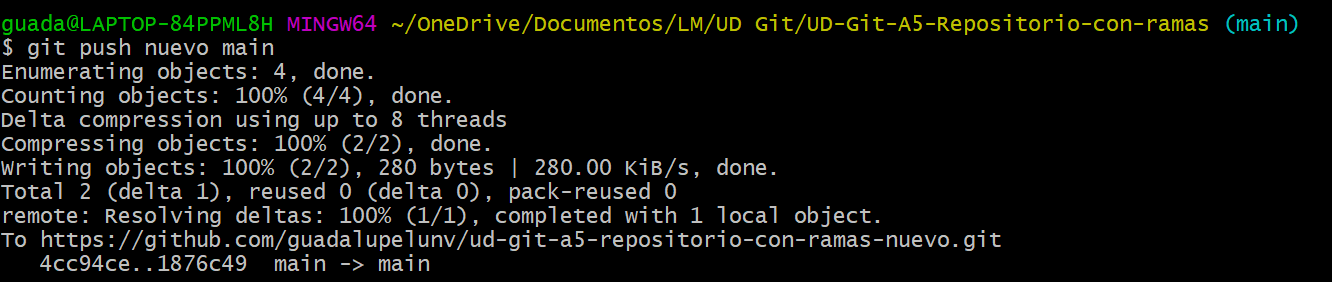 guada@LAPTOP-84PPML8H MINGW64 ~/OneDrive/Documentos/LM/UD Git/UD-Git-A5-Repositorio-con-ramas (main)
$ git push nuevo main
Enumerating objects: 4, done.
Counting objects: 100% (4/4), done.
Delta compression using up to 8 threads
Compressing objects: 100% (2/2), done.
Writing objects: 100% (2/2), 280 bytes | 280.00 KiB/s, done.
Total 2 (delta 1), reused 0 (delta 0), pack-reused 0
remote: Resolving deltas: 100% (1/1), completed with 1 local object.
To https://github.com/guadalupelunv/ud-git-a5-repositorio-con-ramas-nuevo.git
   4cc94ce..1876c49  main -> main